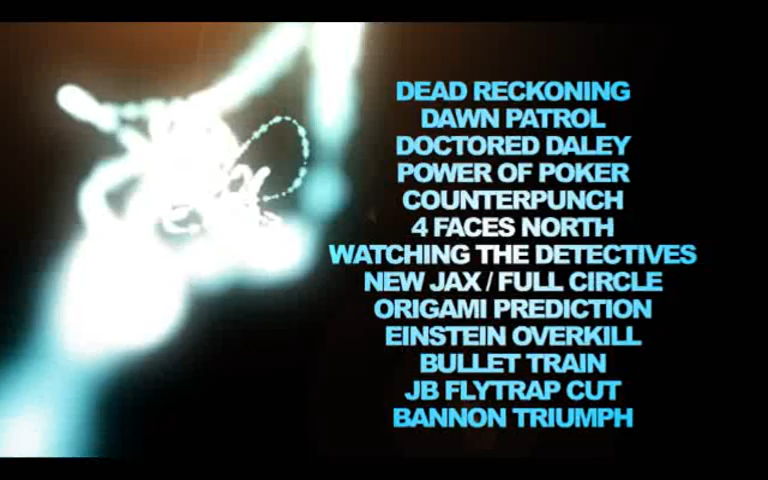 DEAD RECKONING
DAWN PATROL
DOCTORED DALEY
POWER OF POKER
COUNTERPUNCH
4 FACES NORTH
WATCHING THE DETECTIVES
NEW JAX / FULL CIRCLE
ORIGAMI PREDICTION
EINSTEIN OVERKILL
BULLET TRAIN
JB FLYTRAP CUT
BANNON TRIUMPH